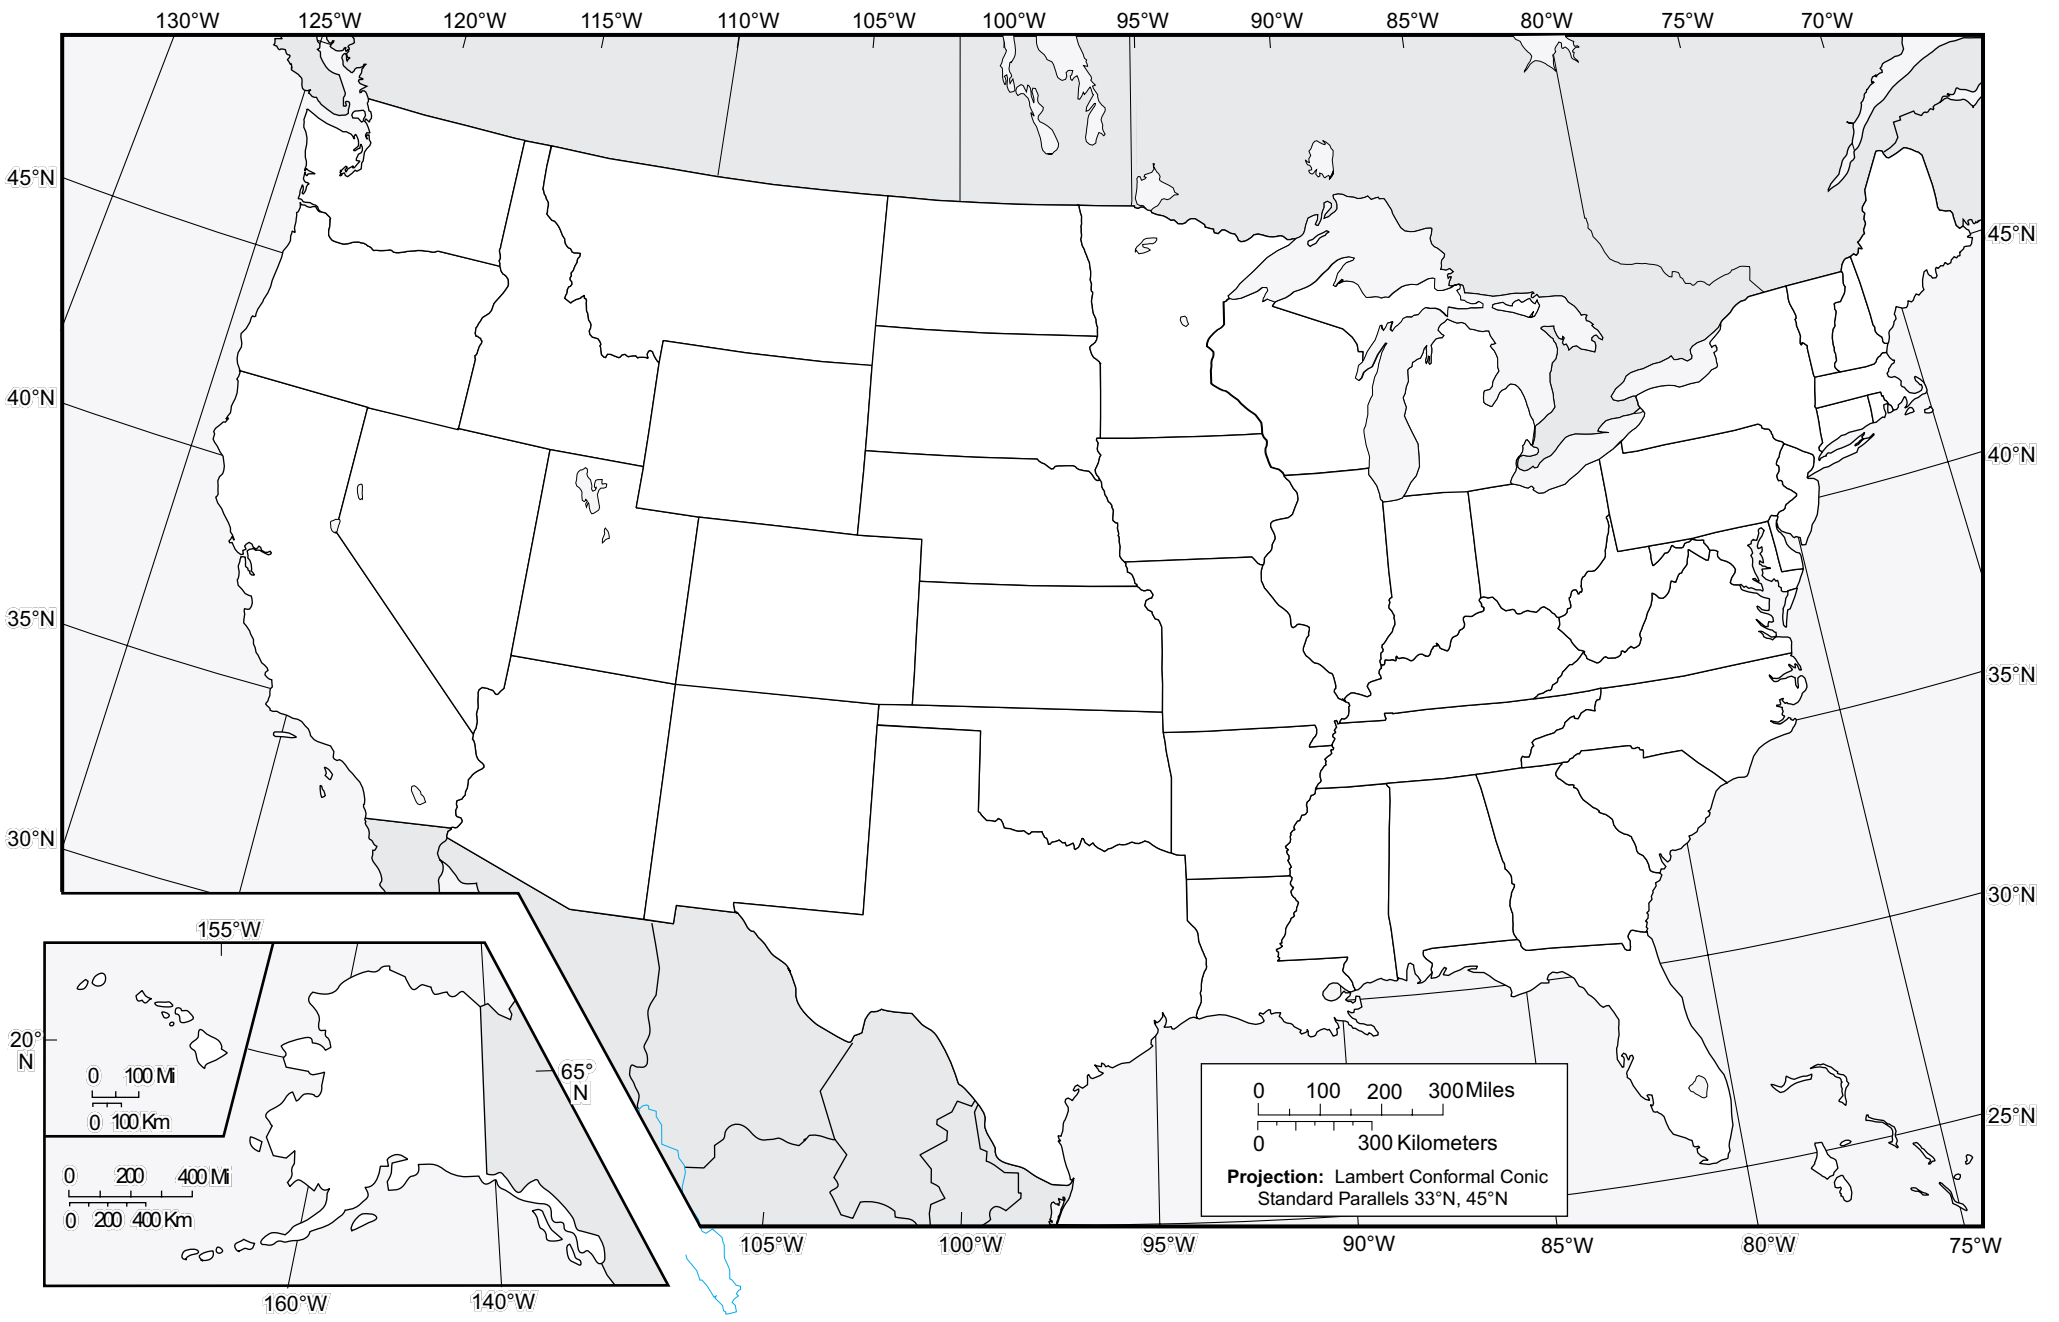 130°W 125°W 120°W 115°W 110°W 105°W 100°W 95°W 90°W 85°W 80°W 75°W 70°W
45°N
45°N
40°N
40°N
35°N
35°N
30°N
30°N
25°N
155°W
20°
N
0 100 Mi
0 100 Km
65°
N
0 200 400 Mi
0 200 400 Km
160°W 140°W
0 100 200 300 Miles
0 300 Kilometers
Projection: Lambert Conformal Conic
Standard Parallels 33°N, 45°N
105°W 100°W 95°W 90°W 85°W 80°W 75°W